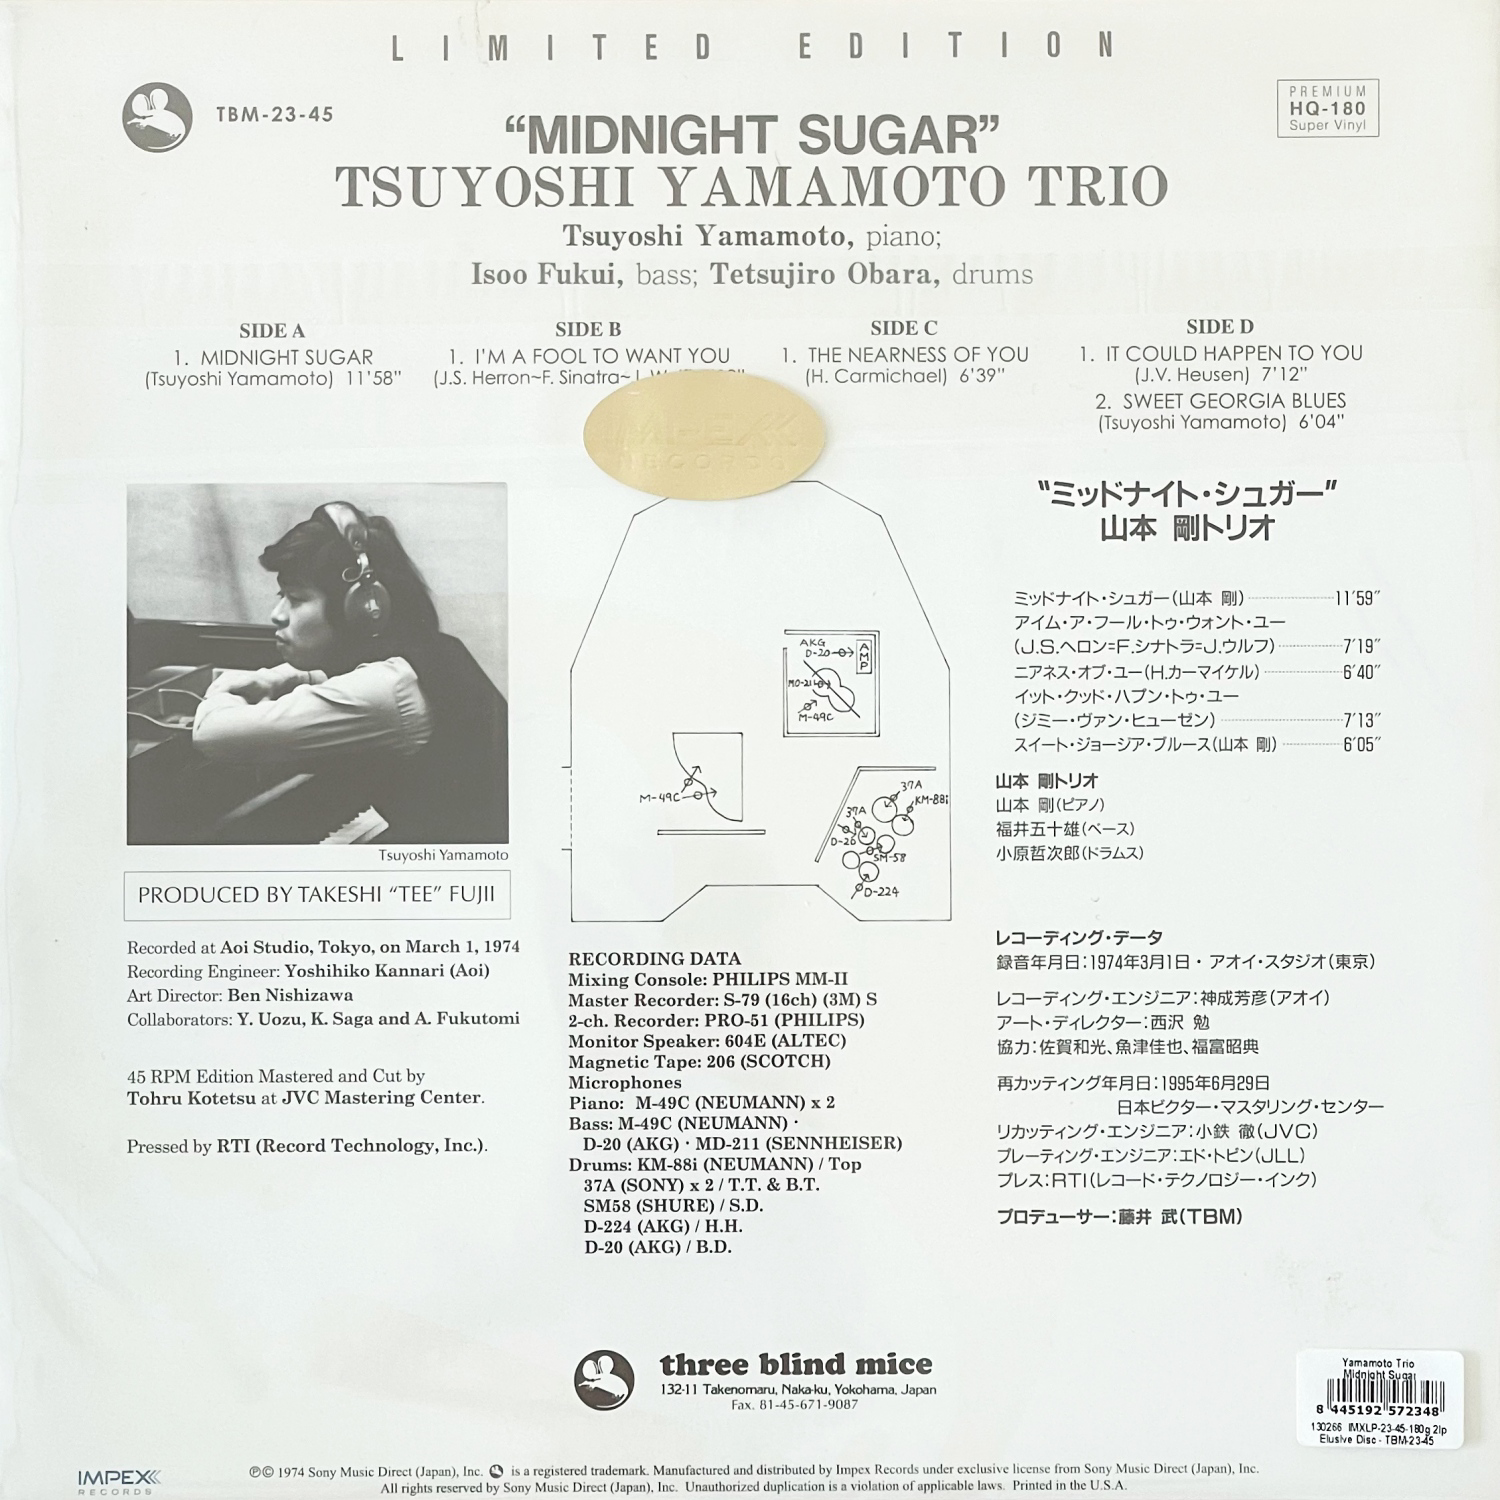 LIMITED EDITION
TBM-23-45
PREMIUM
HQ-180
Super Vinyl
“MIDNIGHT SUGAR”
TSUYOSHI YAMAMOTO TRIO
Tsuyoshi Yamamoto, piano;
Isoo Fukui, bass; Tetsujiro Obara, drums
SIDE A
1. MIDNIGHT SUGAR
(Tsuyoshi Yamamoto) 11'58"
SIDE B
1. I'M A FOOL TO WANT YOU
(J.S. Herron~F. Sinatra~
SIDE C
1. THE NEARNESS OF YOU
(H. Carmichael) 6'39"
SIDE D
1. IT COULD HAPPEN TO YOU
(J.V. Heusen) 7'12"
2. SWEET GEORGIA BLUES
(Tsuyoshi Yamamoto) 6'04"
IMPEX
RECORDS
Tsuyoshi Yamamoto
PRODUCED BY TAKESHI “TEE” FUJII
Recorded at Aoi Studio, Tokyo, on March 1, 1974
Recording Engineer: Yoshihiko Kannari (Aoi)
Art Director: Ben Nishizawa
Collaborators: Y. Uozu, K. Saga and A. Fukutomi
45 RPM Edition Mastered and Cut by
Tohru Kotetsu at JVC Mastering Center.
Pressed by RTI (Record Technology, Inc.).
AKG
D-20
AMP
MD-21
M-49C
M-49C
37A
KM-88i
37A
D-26
SM-58
D-224
RECORDING DATA
Mixing Console: PHILIPS MM-II
Master Recorder: S-79 (16ch) (3M) S
2-ch. Recorder: PRO-51 (PHILIPS)
Monitor Speaker: 604E (ALTEC)
Magnetic Tape: 206 (SCOTCH)
Microphones
Piano: M-49C (NEUMANN) x 2
Bass: M-49C (NEUMANN) ·
D-20 (AKG) · MD-211 (SENNHEISER)
Drums: KM-88i (NEUMANN) / Top
37A (SONY) x 2 / T.T. & B.T.
SM58 (SHURE) / S.D.
D-224 (AKG) / H.H.
D-20 (AKG) / B.D.
“ミッドナイト・シュガー”
山本 剛トリオ
ミッドナイト・シュガー(山本 剛) 11'59"
アイム・ア・フール・トゥ・ウォント・ユー
(J.S.ヘロン=F.シナトラ=J.ウルフ) 7'19"
ニアネス・オブ・ユー(H.カーマイケル) 6'40"
イット・クッド・ハプン・トゥ・ユー
(ジミー・ヴァン・ヒューゼン) 7'13"
スイート・ジョージア・ブルース(山本 剛) 6'05"
山本 剛トリオ
山本 剛(ピアノ)
福井五十雄(ベース)
小原哲次郎(ドラムス)
レコーディング・データ
録音年月日:1974年3月1日・アオイ・スタジオ(東京)
レコーディング・エンジニア:神成芳彦(アオイ)
アート・ディレクター:西沢 勉
協力:佐賀和光、魚津佳也、福富昭典
再カッティング年月日:1995年6月29日
日本ビクター・マスタリング・センター
リカッティング・エンジニア:小鉄 徹(JVC)
プレーティング・エンジニア:エド・トビン(JLL)
プレス:RTI(レコード・テクノロジー・インク)
プロデューサー:藤井 武(TBM)
three blind mice
132-11 Takenomaru, Naka-ku, Yokohama, Japan
Fax. 81-45-671-9087
Yamamoto Trio
Midnight Sugar
8 445192 572348
130266 IMXLP-23-45-180g 2lp
Elusive Disc - TBM-23-45
IMPEX
RECORDS
℗© 1974 Sony Music Direct (Japan), Inc. is a registered trademark. Manufactured and distributed by Impex Records under exclusive license from Sony Music Direct (Japan), Inc.
All rights reserved by Sony Music Direct (Japan), Inc. Unauthorized duplication is a violation of applicable laws. Printed in the U.S.A.